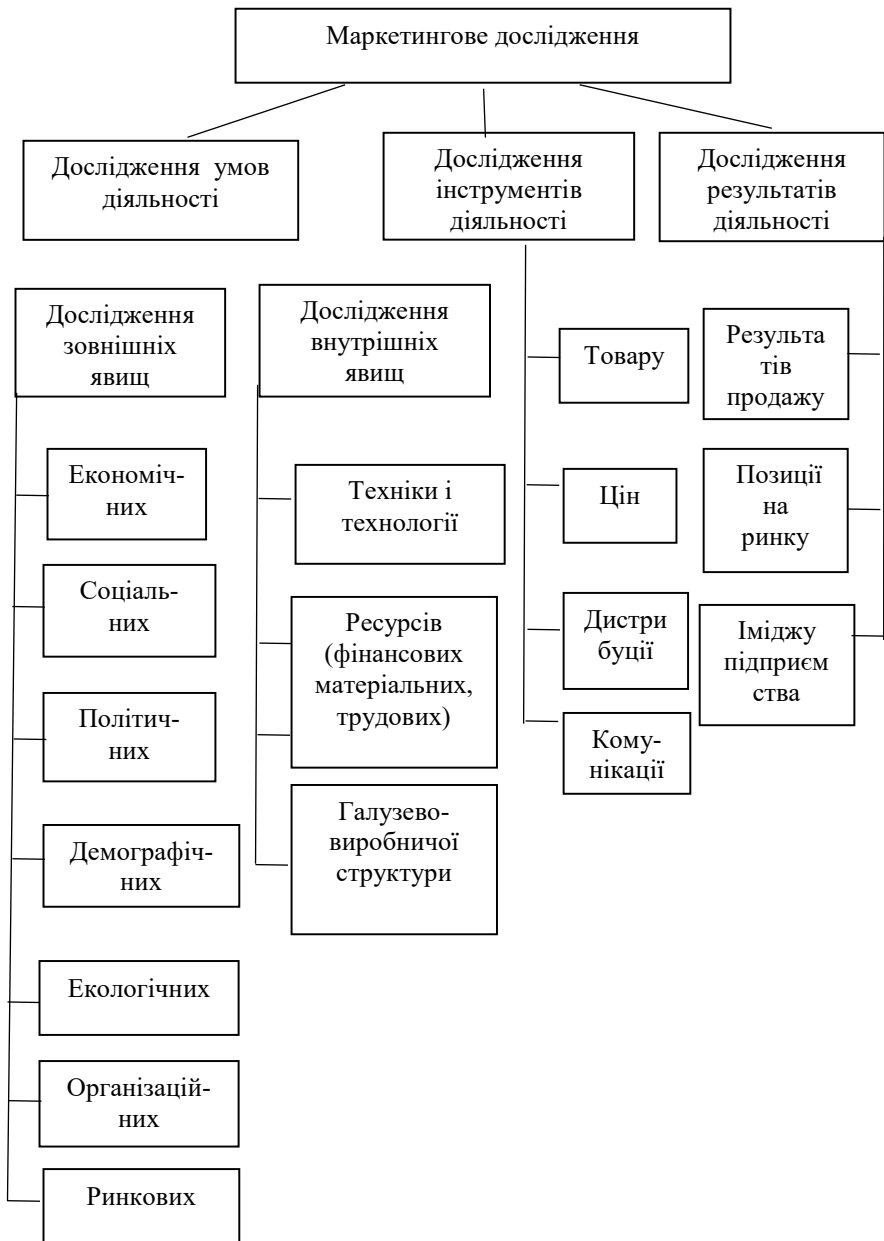 Маркетингове дослідження
Дослідження умов
діяльності
Дослідження
інструментів
діяльності
Дослідження
результатів
діяльності
Дослідження
зовнішніх
явищ
Економіч-
них
Соціаль-
них
Політич-
них
Демографіч-
них
Екологічних
Організацій-
них
Ринкових
Дослідження
внутрішніх
явищ
Техніки і
технології
Ресурсів
(фінансових
матеріальних,
трудових)
Галузево-
виробничої
структури
Товару
Цін
Дистри
буції
Кому-
нікації
Результа
тів
продажу
Позиції
на
ринку
Іміджу
підприєм
ства